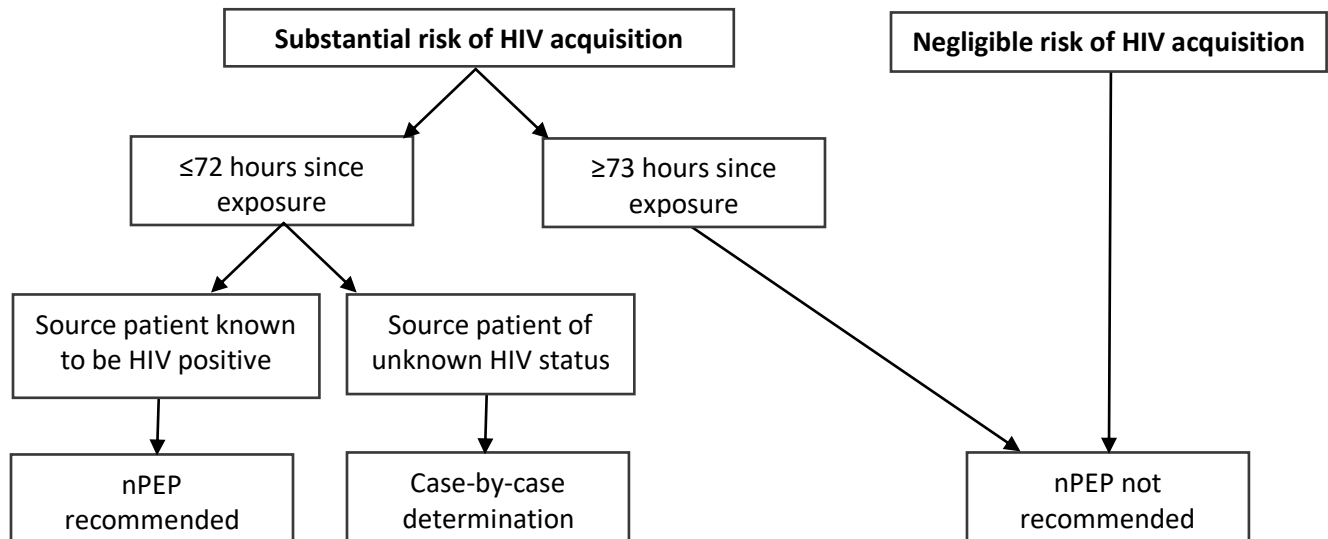 Substantial risk of HIV acquisition
Negligible risk of HIV acquisition
≤72 hours since
exposure
≥73 hours since
exposure
Source patient known
to be HIV positive
Source patient of
unknown HIV status
nPEP
recommended
Case-by-case
determination
nPEP not
recommended